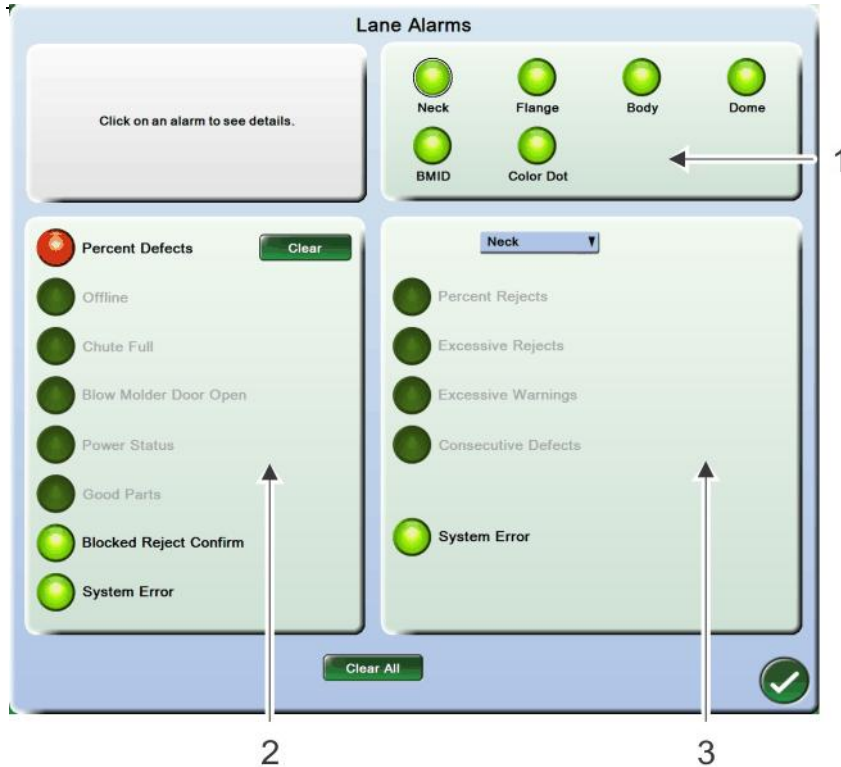 Lane Alarms
Click on an alarm to see details.
Neck
Flange
Body
Dome
BMID
Color Dot
1
Percent Defects
Clear
Offline
Chute Full
Blow Molder Door Open
Power Status
Good Parts
Blocked Reject Confirm
System Error
Neck
Percent Rejects
Excessive Rejects
Excessive Warnings
Consecutive Defects
System Error
Clear All
2
3